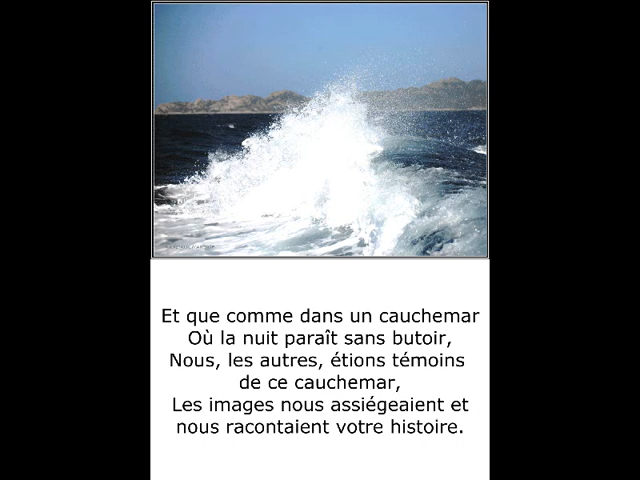 Et que comme dans un cauchemar
Où la nuit paraît sans butoir,
Nous, les autres, étions témoins
de ce cauchemar,
Les images nous assiégeaient et
nous racontaient votre histoire.